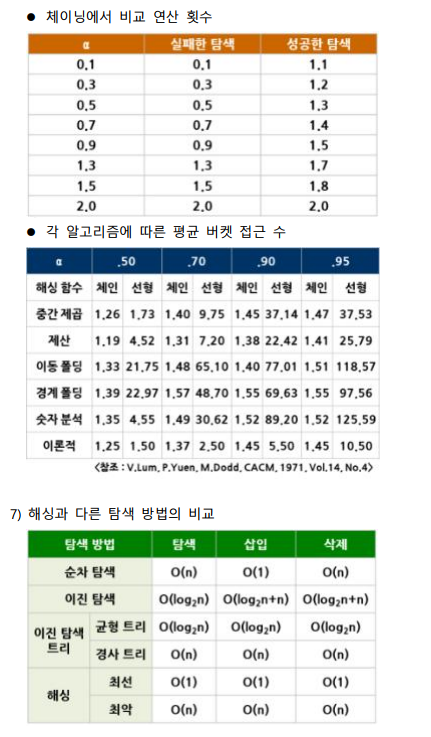 ● 체이닝에서 비교 연산 횟수
α 실패한 탐색 성공한 탐색
0.1 0.1 1.1
0.3 0.3 1.2
0.5 0.5 1.3
0.7 0.7 1.4
0.9 0.9 1.5
1.3 1.3 1.7
1.5 1.5 1.8
2.0 2.0 2.0
● 각 알고리즘에 따른 평균 버켓 접근 수
α .50 .70 .90 .95
해싱 함수 체인 선형 체인 선형 체인 선형 체인 선형
중간 제곱 1.26 1.73 1.40 9.75 1.45 37.14 1.47 37.53
제산 1.19 4.52 1.31 7.20 1.38 22.42 1.41 25.79
이동 폴딩 1.33 21.75 1.48 65.10 1.40 77.01 1.51 118.57
경계 폴딩 1.39 22.97 1.57 48.70 1.55 69.63 1.55 97.56
숫자 분석 1.35 4.55 1.49 30.62 1.52 89.20 1.52 125.59
이론적 1.25 1.50 1.37 2.50 1.45 5.50 1.45 10.50
<참조 : V.Lum, P.Yuen, M.Dodd, CACM, 1971, Vol.14, No.4>
7) 해싱과 다른 탐색 방법의 비교
탐색 방법 탐색 삽입 삭제
순차 탐색 O(n) O(1) O(n)
이진 탐색 O(log₂n) O(log₂n+n) O(log₂n+n)
이진 탐색 트리 균형 트리 O(log₂n) O(log₂n) O(log₂n)
경사 트리 O(n) O(n) O(n)
해싱 최선 O(1) O(1) O(1)
최악 O(n) O(n) O(n)